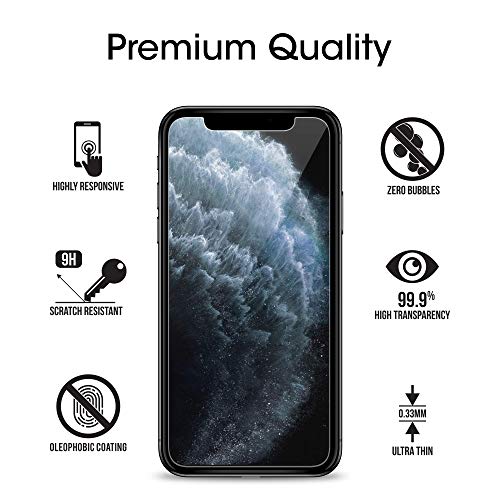 Premium Quality
HIGHLY RESPONSIVE
9H
SCRATCH RESISTANT
OLEOPHOBIC COATING
ZERO BUBBLES
99.9%
HIGH TRANSPARENCY
0.33MM
ULTRA THIN